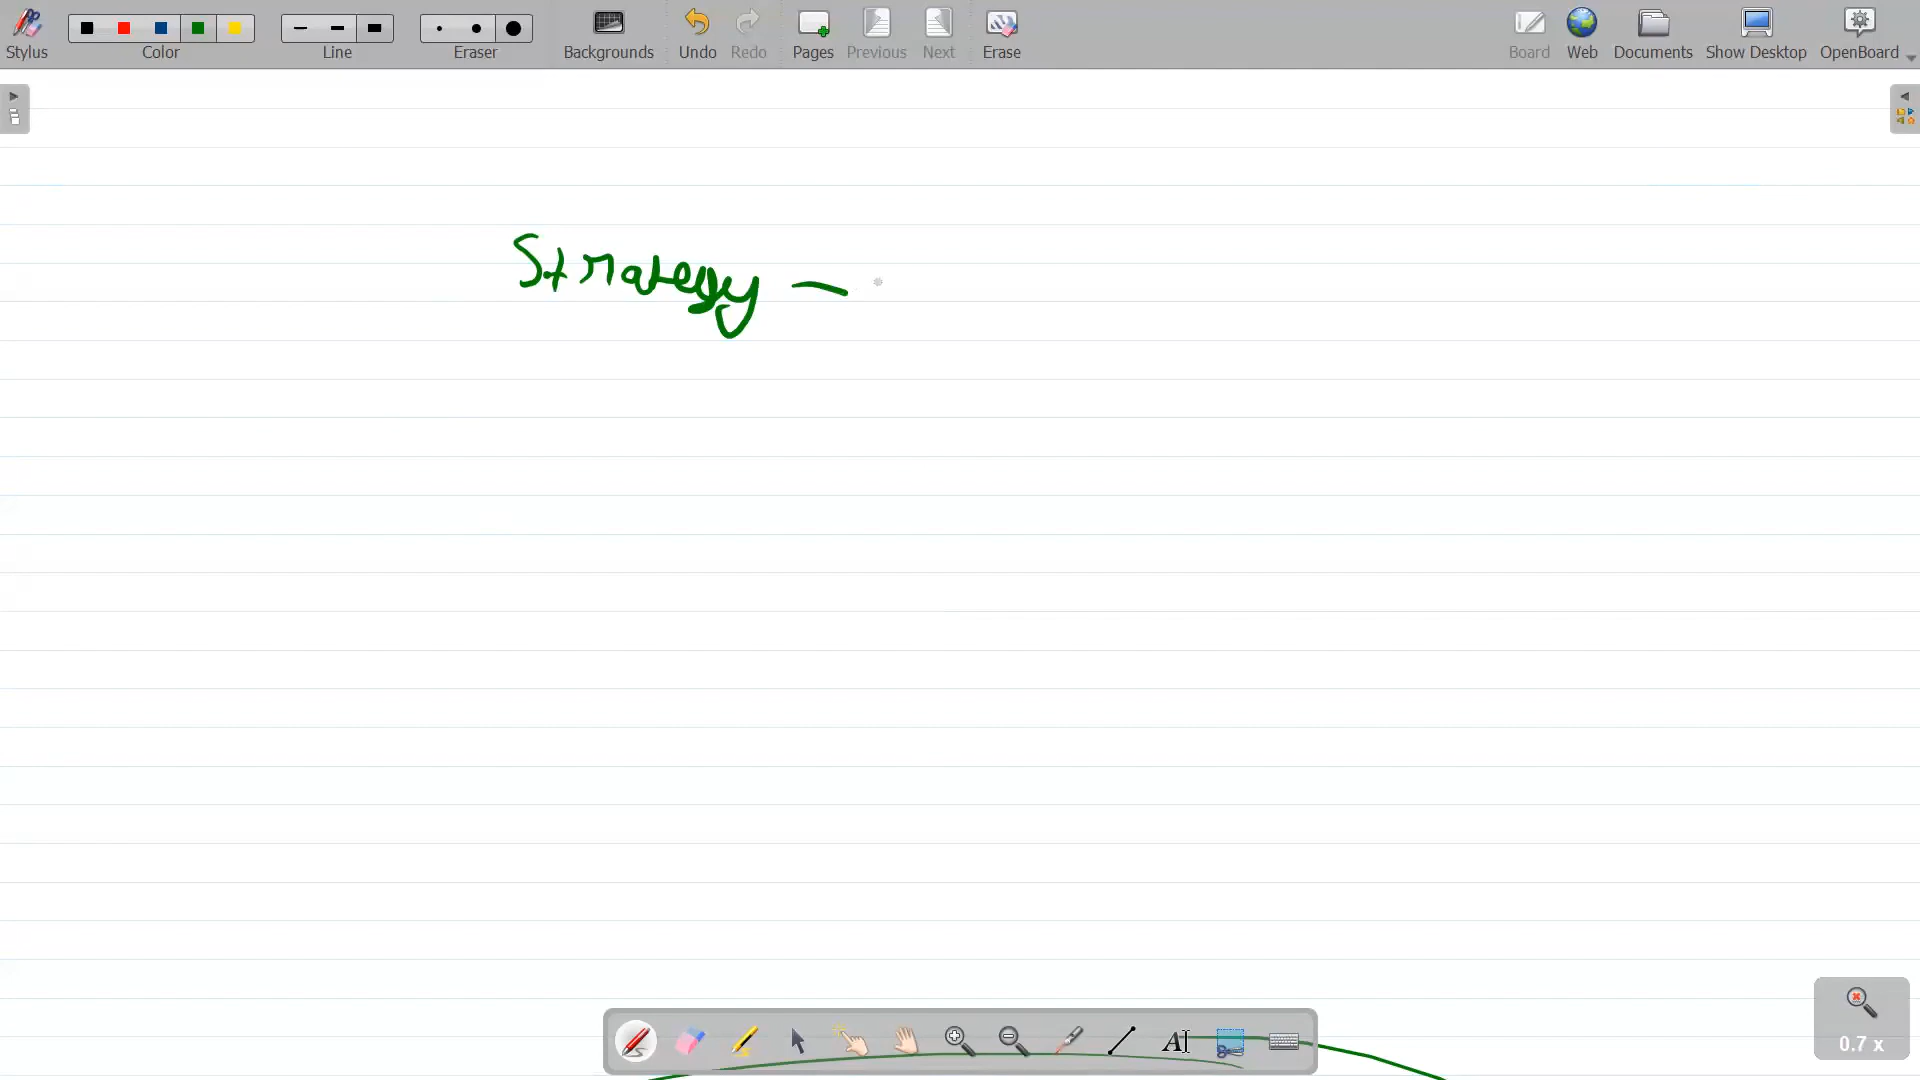 Stylus Color Line Eraser Backgrounds Undo Redo Pages Previous Next Erase Board Web Documents Show Desktop OpenBoard
Strategy —
AI
0.7 x